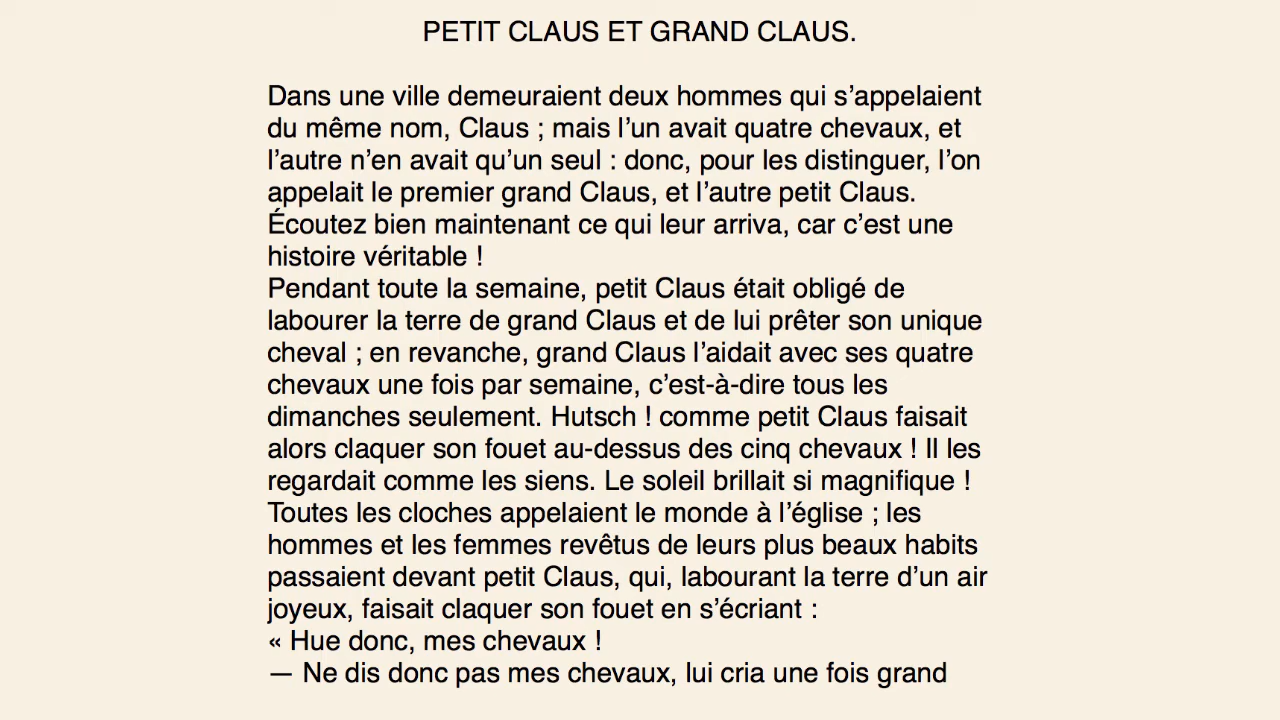 PETIT CLAUS ET GRAND CLAUS.
Dans une ville demeuraient deux hommes qui s’appelaient
du même nom, Claus ; mais l’un avait quatre chevaux, et
l’autre n’en avait qu’un seul : donc, pour les distinguer, l’on
appelait le premier grand Claus, et l’autre petit Claus.
Écoutez bien maintenant ce qui leur arriva, car c’est une
histoire véritable !
Pendant toute la semaine, petit Claus était obligé de
labourer la terre de grand Claus et de lui prêter son unique
cheval ; en revanche, grand Claus l’aidait avec ses quatre
chevaux une fois par semaine, c’est-à-dire tous les
dimanches seulement. Hutsch ! comme petit Claus faisait
alors claquer son fouet au-dessus des cinq chevaux ! Il les
regardait comme les siens. Le soleil brillait si magnifique !
Toutes les cloches appelaient le monde à l’église ; les
hommes et les femmes revêtus de leurs plus beaux habits
passaient devant petit Claus, qui, labourant la terre d’un air
joyeux, faisait claquer son fouet en s’écriant :
« Hue donc, mes chevaux !
— Ne dis donc pas mes chevaux, lui cria une fois grand